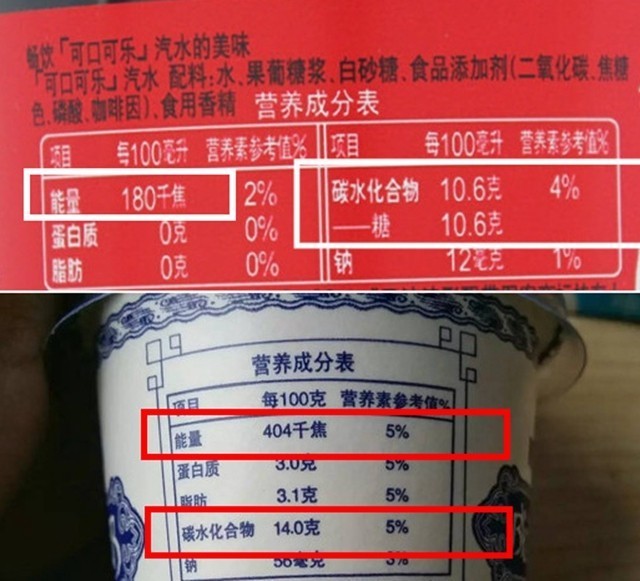 畅饮「可口可乐」汽水的美味
「可口可乐」汽水 配料:水、果葡糖浆、白砂糖、食品添加剂(二氧化碳、焦糖
色、磷酸、咖啡因)、食用香精 营养成分表
项目 每100毫升 营养素参考值%
能量 180千焦 2%
蛋白质 0克 0%
脂肪 0克 0%
项目 每100毫升 营养素参考值%
碳水化合物 10.6克 4%
——糖 10.6克
钠 12毫克 1%
营养成分表
项目 每100克 营养素参考值%
能量 404千焦 5%
蛋白质 3.0克 5%
脂肪 3.1克 5%
碳水化合物 14.0克 5%
钠 56毫克 3%